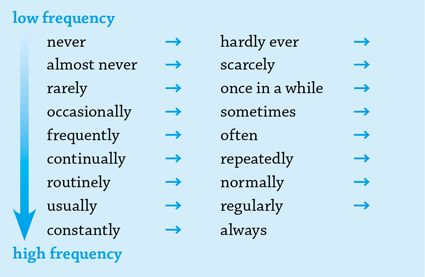 low frequency
never → hardly ever →
almost never → scarcely →
rarely → once in a while →
occasionally → sometimes →
frequently → often →
continually → repeatedly →
routinely → normally →
usually → regularly →
constantly → always
high frequency